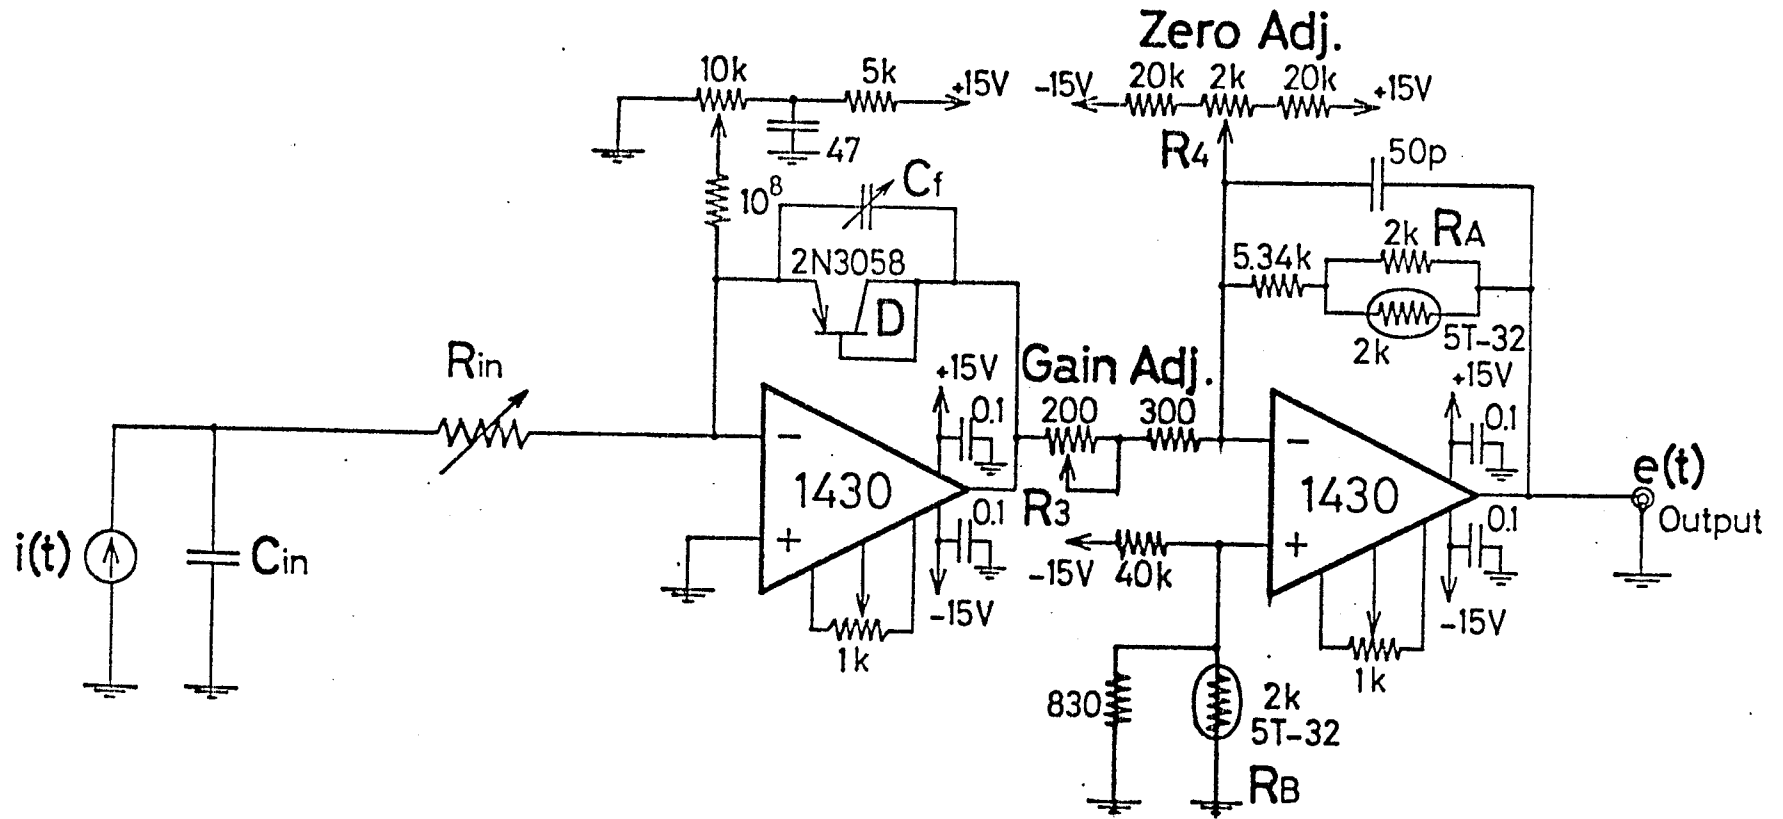 Zero Adj.
10k
5k
+15V
-15V
20k
2k
20k
+15V
47
R4
50p
10⁸
Cf
2N3058
D
5.34k
2k RA
2k
5T-32
Rin
+15V
0.1
Gain Adj.
200
300
+15V
0.1
−
1430
+
R3
−
1430
+
e(t)
Output
i(t)
Cin
0.1
-15V
1k
-15V
40k
0.1
-15V
1k
830
2k
5T-32
RB